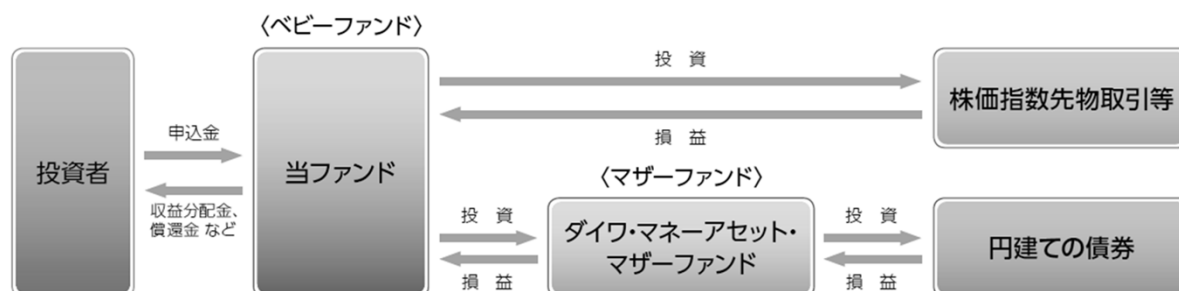 〈ベビーファンド〉
投資者
申込金
収益分配金、
償還金 など
当ファンド
投 資
損 益
株価指数先物取引等
〈マザーファンド〉
投 資
損 益
ダイワ・マネーアセット・
マザーファンド
投 資
損 益
円建ての債券